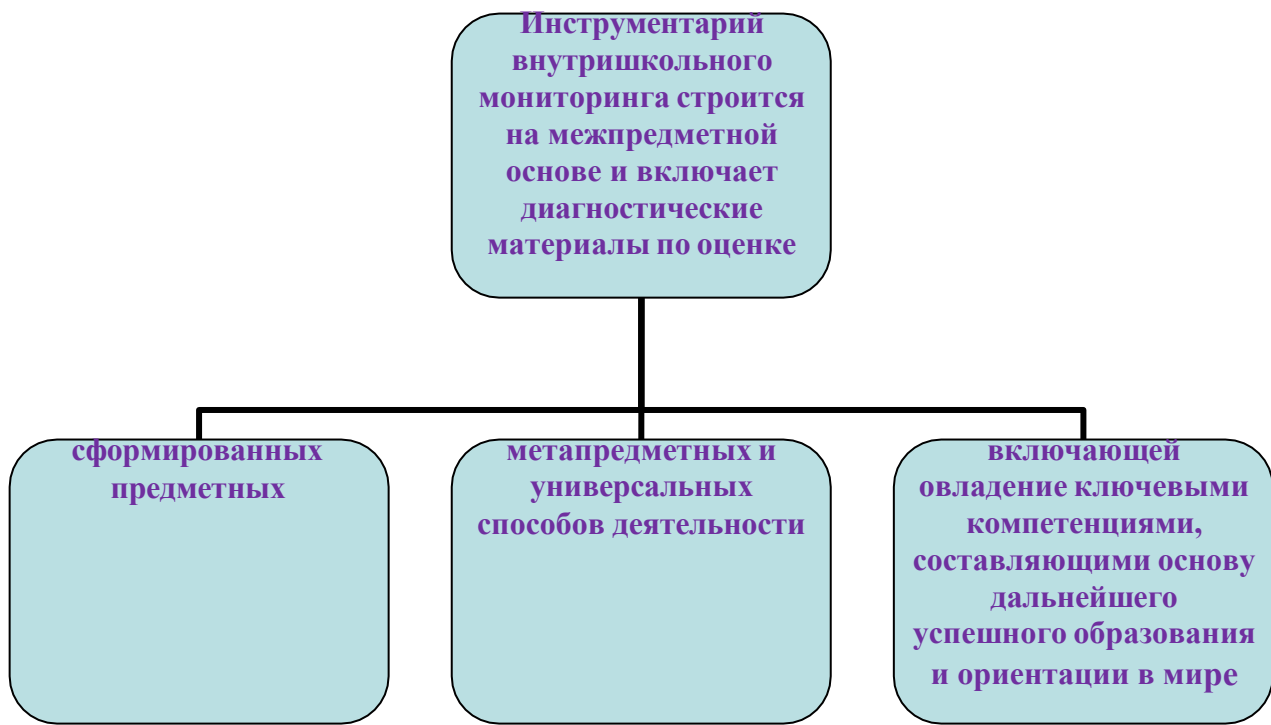 Инструментарий
внутришкольного
мониторинга строится
на межпредметной
основе и включает
диагностические
материалы по оценке
сформированных
предметных
метапредметных и
универсальных
способов деятельности
включающей
овладение ключевыми
компетенциями,
составляющими основу
дальнейшего
успешного образования
и ориентации в мире